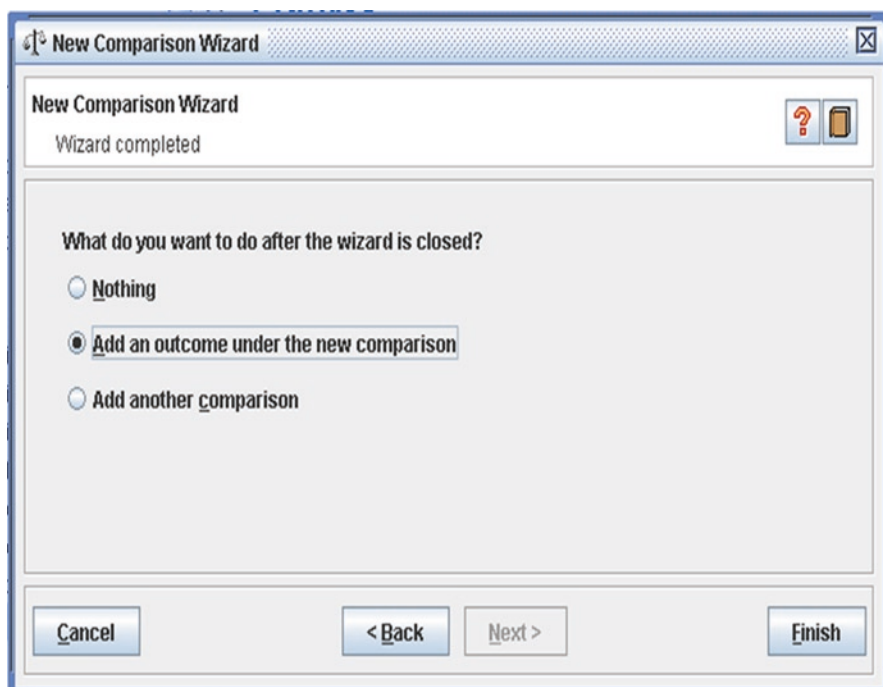 New Comparison Wizard
New Comparison Wizard
Wizard completed
What do you want to do after the wizard is closed?
Nothing
Add an outcome under the new comparison
Add another comparison
Cancel
< Back
Next >
Finish